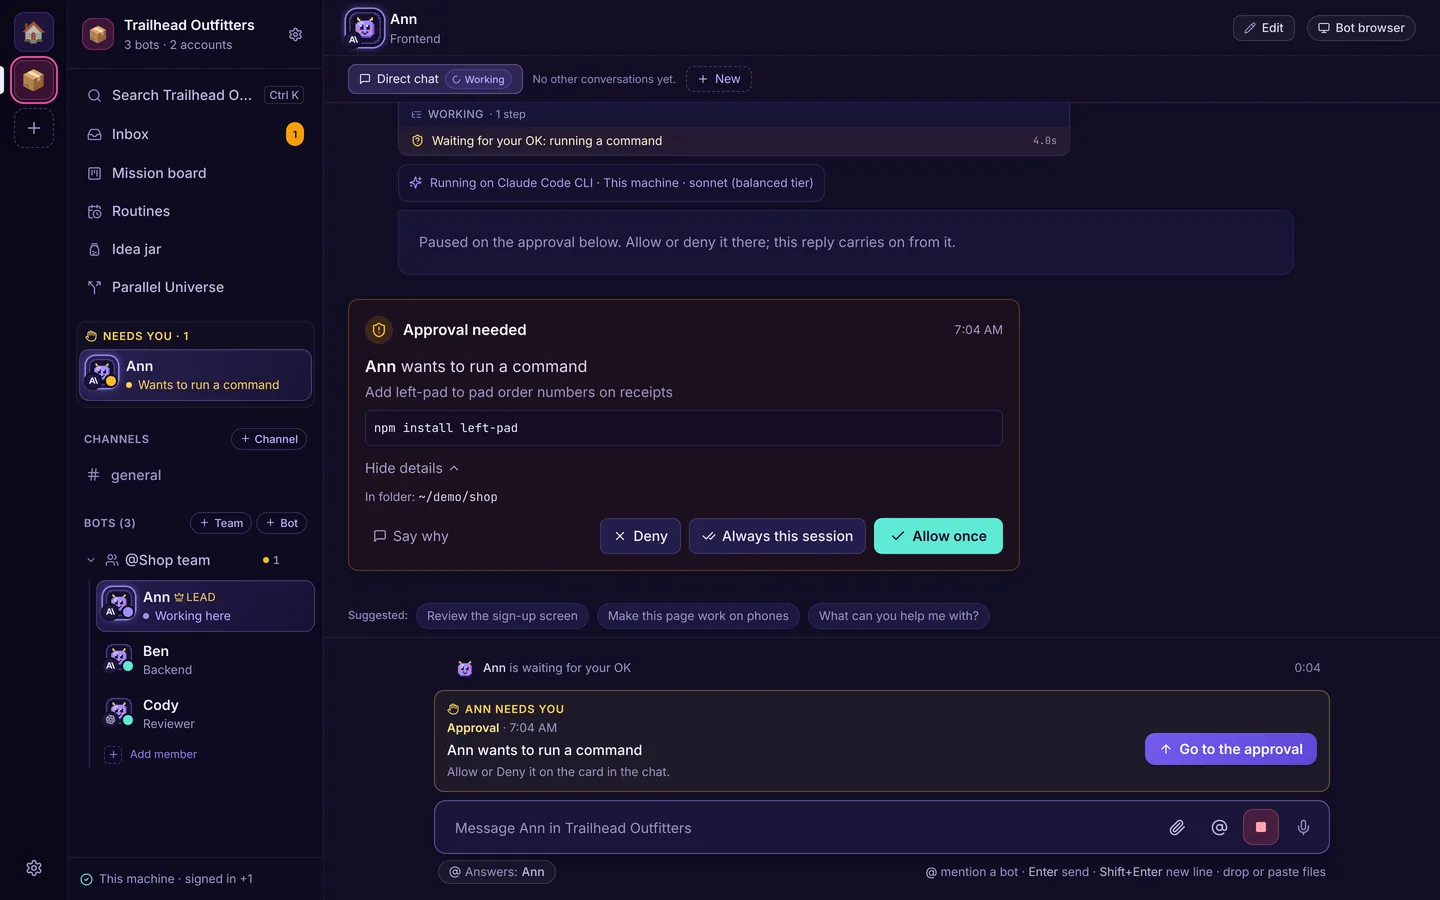 Trailhead Outfitters
3 bots · 2 accounts
Search Trailhead O... Ctrl K
Inbox 1
Mission board
Routines
Idea jar
Parallel Universe
NEEDS YOU · 1
Ann
Wants to run a command
CHANNELS + Channel
# general
BOTS (3) + Team + Bot
@Shop team 1
Ann LEAD
Working here
Ben
Backend
Cody
Reviewer
+ Add member
This machine · signed in +1
Ann
Frontend
Edit
Bot browser
Direct chat Working No other conversations yet. + New
WORKING · 1 step
Waiting for your OK: running a command 4.0s
Running on Claude Code CLI · This machine · sonnet (balanced tier)
Paused on the approval below. Allow or deny it there; this reply carries on from it.
Approval needed 7:04 AM
Ann wants to run a command
Add left-pad to pad order numbers on receipts
npm install left-pad
Hide details
In folder: ~/demo/shop
Say why Deny Always this session Allow once
Suggested: Review the sign-up screen Make this page work on phones What can you help me with?
Ann is waiting for your OK 0:04
ANN NEEDS YOU
Approval · 7:04 AM
Ann wants to run a command
Allow or Deny it on the card in the chat.
Go to the approval
Message Ann in Trailhead Outfitters
@ Answers: Ann
@ mention a bot · Enter send · Shift+Enter new line · drop or paste files